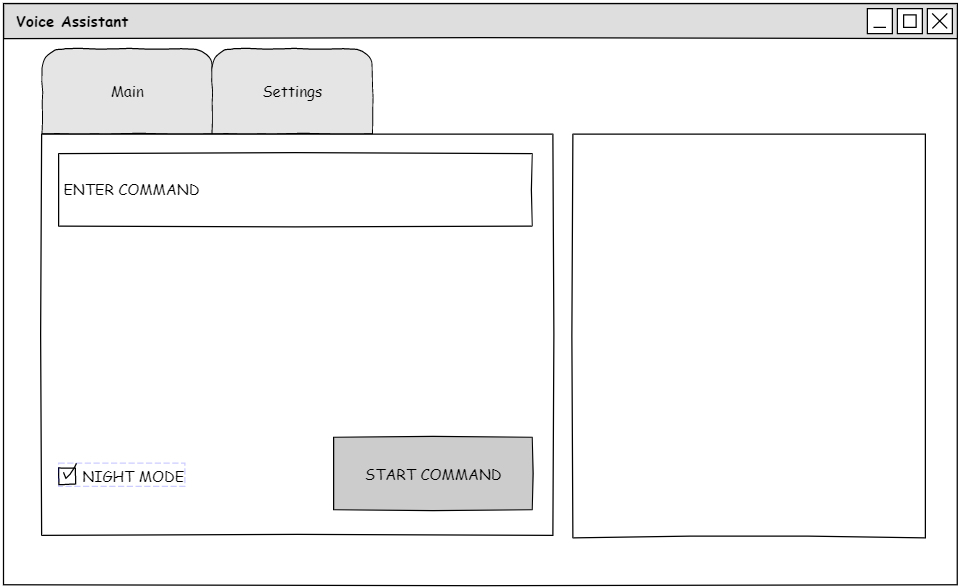 Voice Assistant
Main
Settings
ENTER COMMAND
NIGHT MODE
START COMMAND